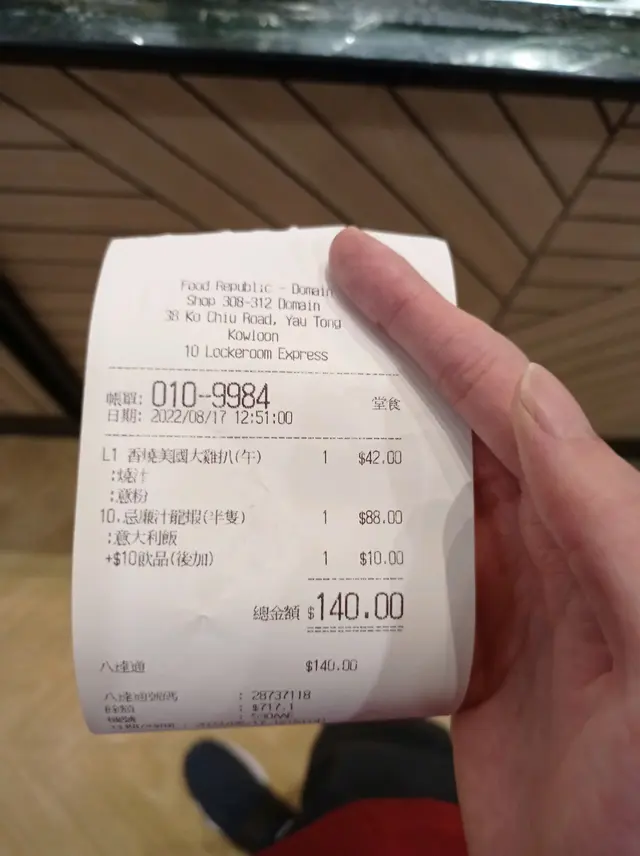 Food Republic - Domain
Shop 308-312 Domain
38 Ko Chiu Road, Yau Tong
Kowloon
10 Lockeroom Express
帳單: 010-9984 堂食
日期: 2022/08/17 12:51:00
L1 香燒美國大雞扒(午) 1 $42.00
:燒汁
:意粉
10.忌廉汁龍蝦(半隻) 1 $88.00
:意大利飯
+$10飲品(後加) 1 $10.00
總金額 $140.00
八達通 $140.00
八達通號碼 : 28737118
餘額 : $717.1